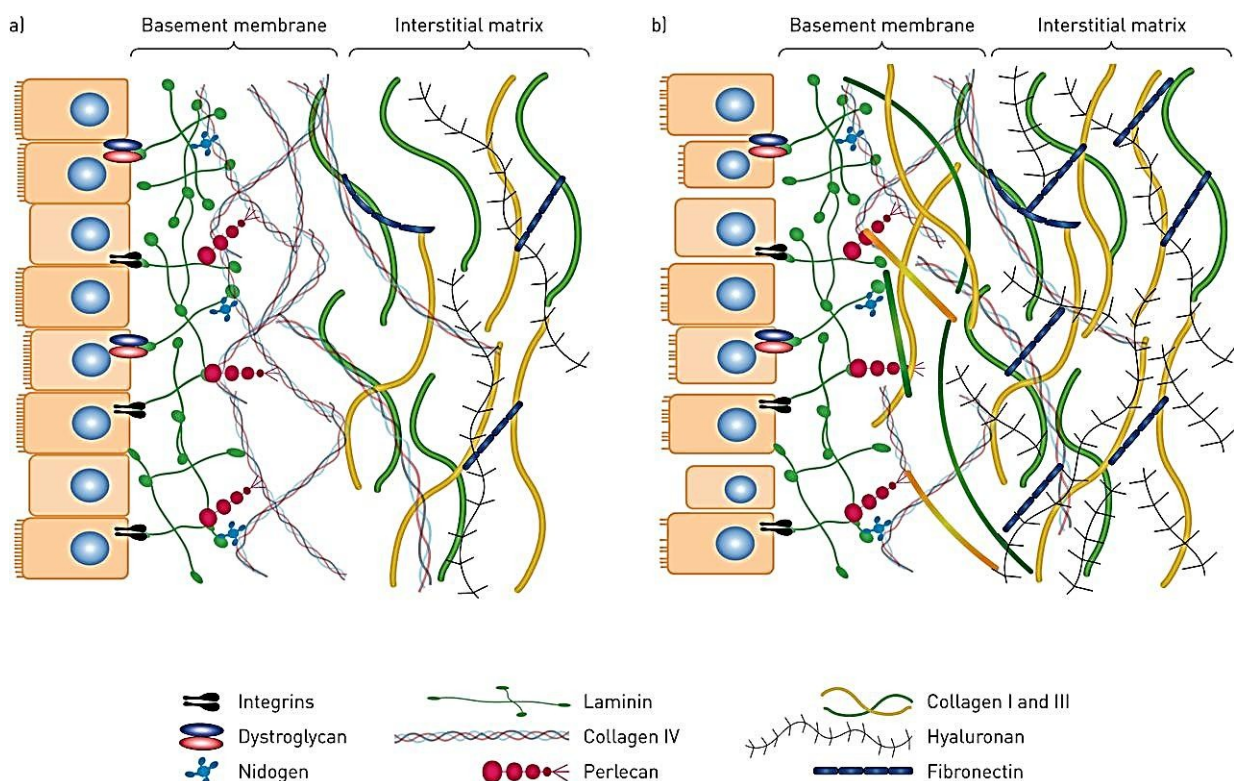 a) Basement membrane Interstitial matrix b) Basement membrane Interstitial matrix
Integrins Laminin Collagen I and III
Dystroglycan Collagen IV Hyaluronan
Nidogen Perlecan Fibronectin